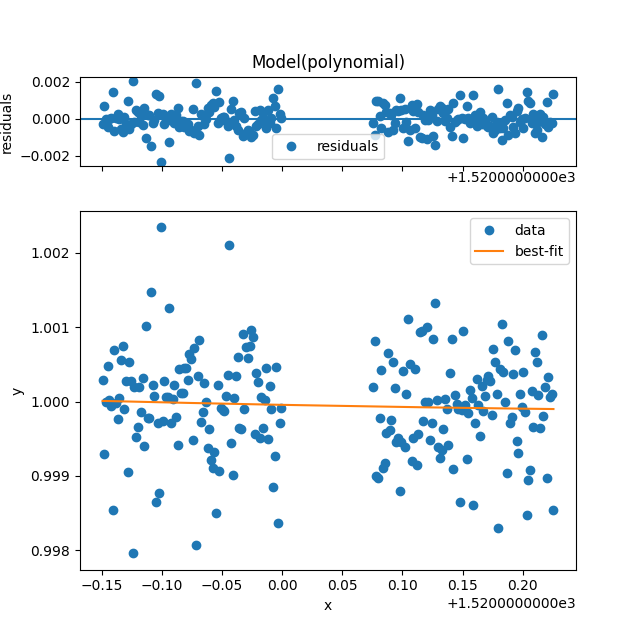 Model(polynomial)
0.002
0.000
−0.002
residuals
residuals
+1.5200000000e3
1.002
1.001
1.000
0.999
0.998
y
data
best-fit
−0.15 −0.10 −0.05 0.00 0.05 0.10 0.15 0.20
x
+1.5200000000e3